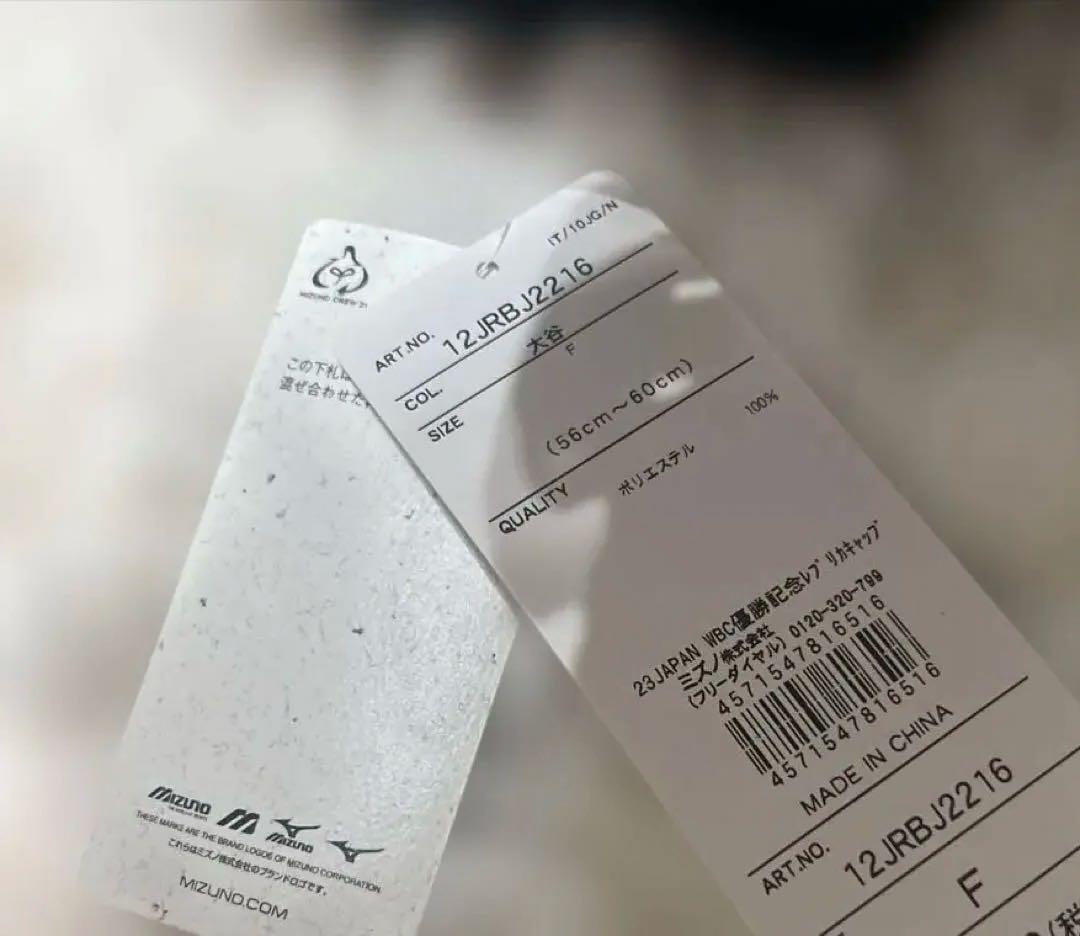 MIZUNO CREW 21
この下札は
混ぜ合わせた
MIZUNO
MIZUNO
THESE MARKS ARE THE BRAND LOGOS OF MIZUNO CORPORATION.
これらはミズノ株式会社のブランドロゴです。
MIZUNO.COM
IT/10JG/N
ART.NO. 12JRBJ2216
COL. 大谷
SIZE F
(56cm～60cm)
QUALITY ポリエステル 100%
23JAPAN WBC優勝記念ﾚﾌﾟﾘｶｷｬｯﾌﾟ
ミズノ株式会社
(フリーダイヤル) 0120-320-799
4571547816516
4571547816516
MADE IN CHINA
ART.NO. 12JRBJ2216
F
(税